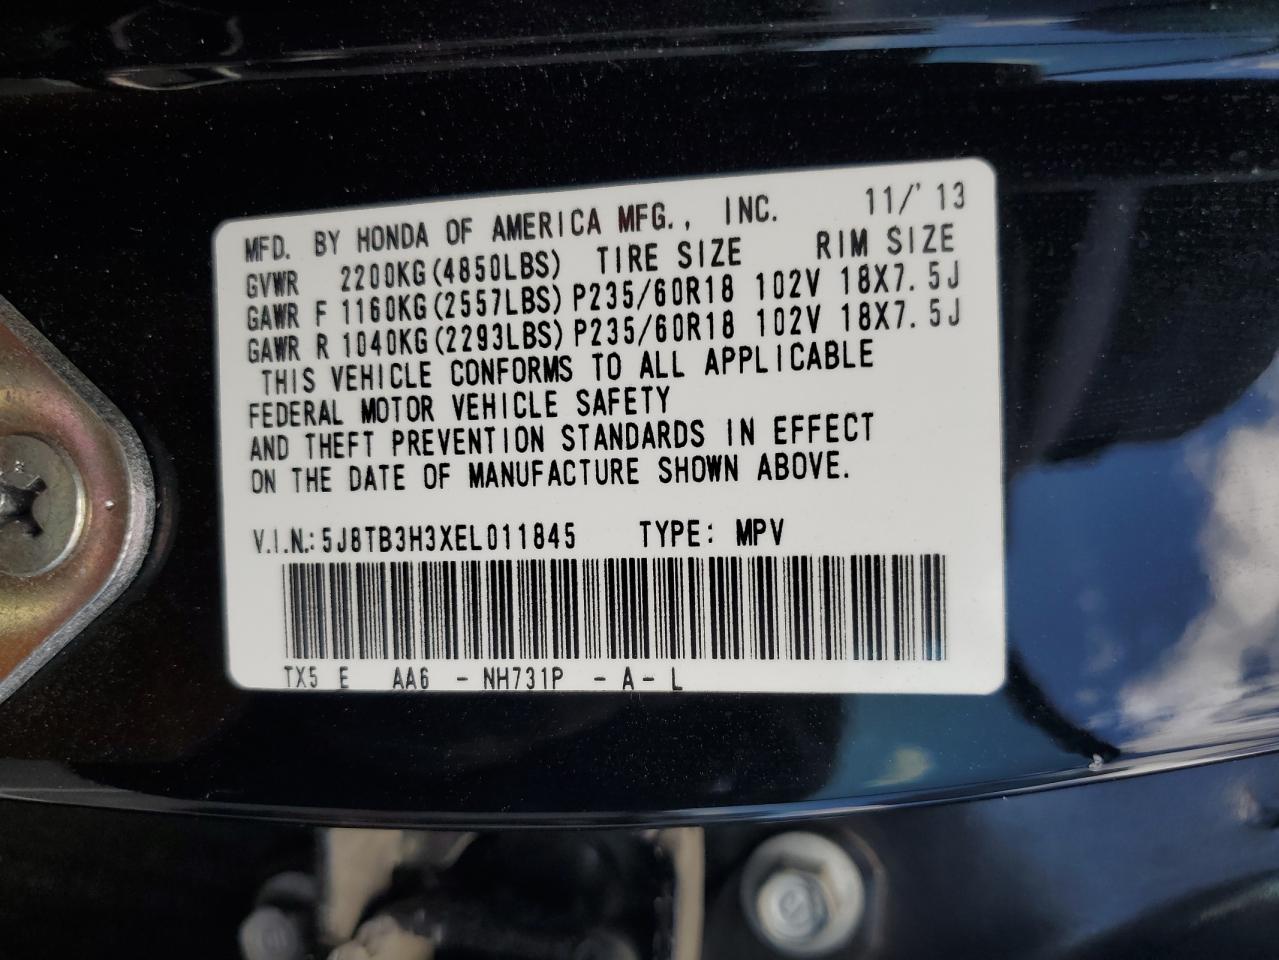 MFD. BY HONDA OF AMERICA MFG., INC. 11/'13
GVWR 2200KG(4850LBS) TIRE SIZE RIM SIZE
GAWR F 1160KG(2557LBS) P235/60R18 102V 18X7.5J
GAWR R 1040KG(2293LBS) P235/60R18 102V 18X7.5J
THIS VEHICLE CONFORMS TO ALL APPLICABLE
FEDERAL MOTOR VEHICLE SAFETY
AND THEFT PREVENTION STANDARDS IN EFFECT
ON THE DATE OF MANUFACTURE SHOWN ABOVE.
V.I.N.: 5J8TB3H3XEL011845 TYPE: MPV
TX5 E AA6 - NH731P - A - L